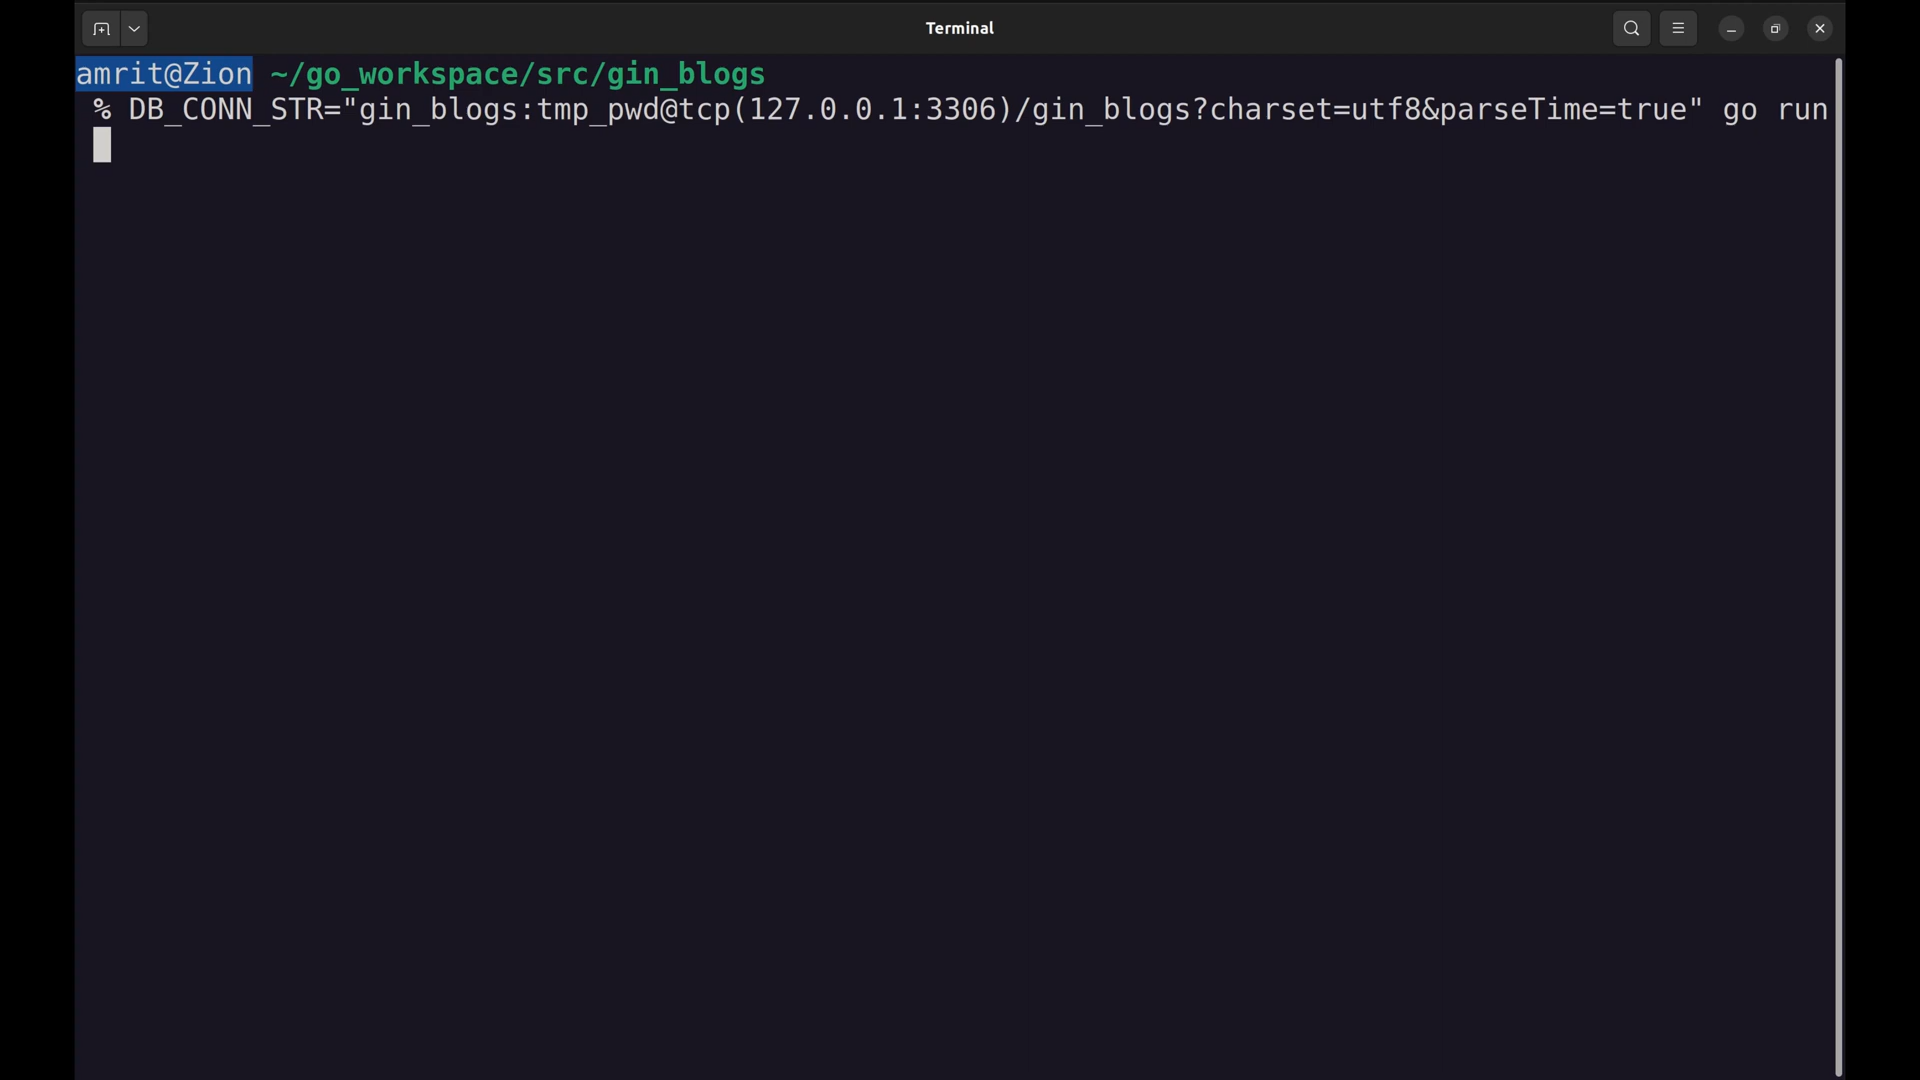 Terminal
amrit@Zion ~/go_workspace/src/gin_blogs
% DB_CONN_STR="gin_blogs:tmp_pwd@tcp(127.0.0.1:3306)/gin_blogs?charset=utf8&parseTime=true" go run